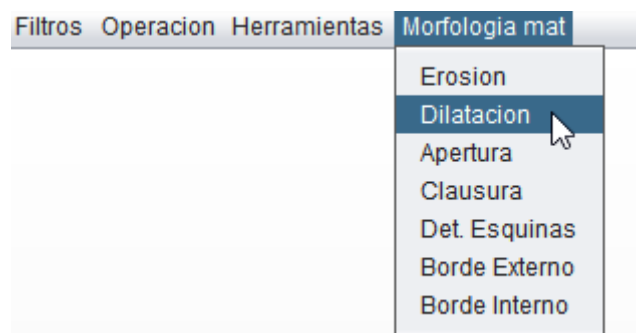 Filtros Operacion Herramientas Morfologia mat
Erosion
Dilatacion
Apertura
Clausura
Det. Esquinas
Borde Externo
Borde Interno